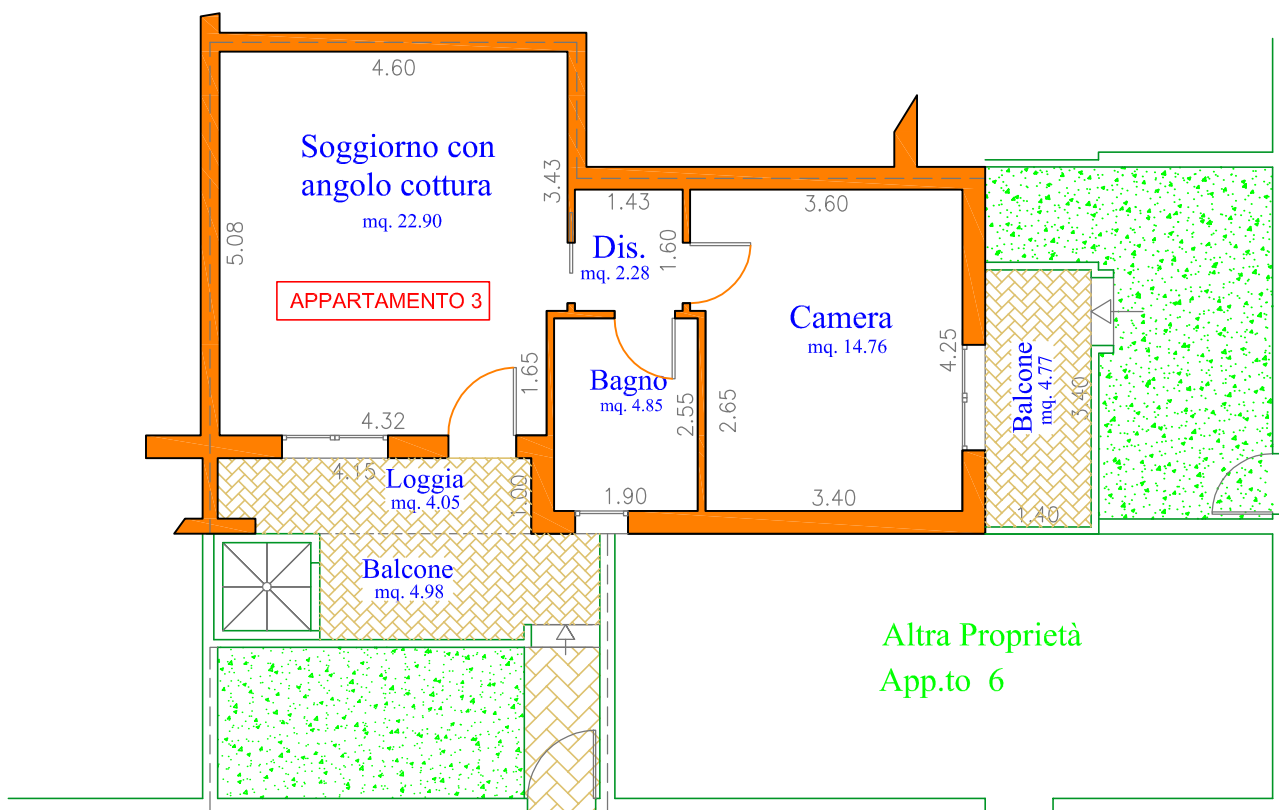 4.60
Soggiorno con
angolo cottura
mq. 22.90
3.43
5.08
APPARTAMENTO 3
1.65
4.32
1.43
Dis.
mq. 2.28
1.60
3.60
Camera
mq. 14.76
4.25
Bagno
mq. 4.85
2.55
2.65
1.90
3.40
Balcone
mq. 4.77
3.40
1.40
4.15
Loggia
mq. 4.05
1.00
Balcone
mq. 4.98
Altra Proprietà
App.to 6